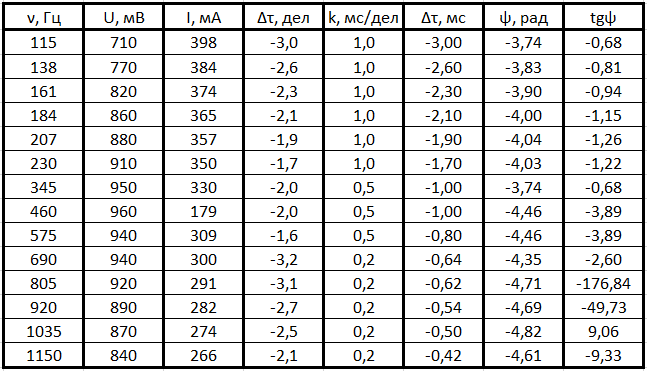 ν, Гц U, мВ I, мА Δτ, дел k, мс/дел Δτ, мс ψ, рад tgψ
115 710 398 -3,0 1,0 -3,00 -3,74 -0,68
138 770 384 -2,6 1,0 -2,60 -3,83 -0,81
161 820 374 -2,3 1,0 -2,30 -3,90 -0,94
184 860 365 -2,1 1,0 -2,10 -4,00 -1,15
207 880 357 -1,9 1,0 -1,90 -4,04 -1,26
230 910 350 -1,7 1,0 -1,70 -4,03 -1,22
345 950 330 -2,0 0,5 -1,00 -3,74 -0,68
460 960 179 -2,0 0,5 -1,00 -4,46 -3,89
575 940 309 -1,6 0,5 -0,80 -4,46 -3,89
690 940 300 -3,2 0,2 -0,64 -4,35 -2,60
805 920 291 -3,1 0,2 -0,62 -4,71 -176,84
920 890 282 -2,7 0,2 -0,54 -4,69 -49,73
1035 870 274 -2,5 0,2 -0,50 -4,82 9,06
1150 840 266 -2,1 0,2 -0,42 -4,61 -9,33